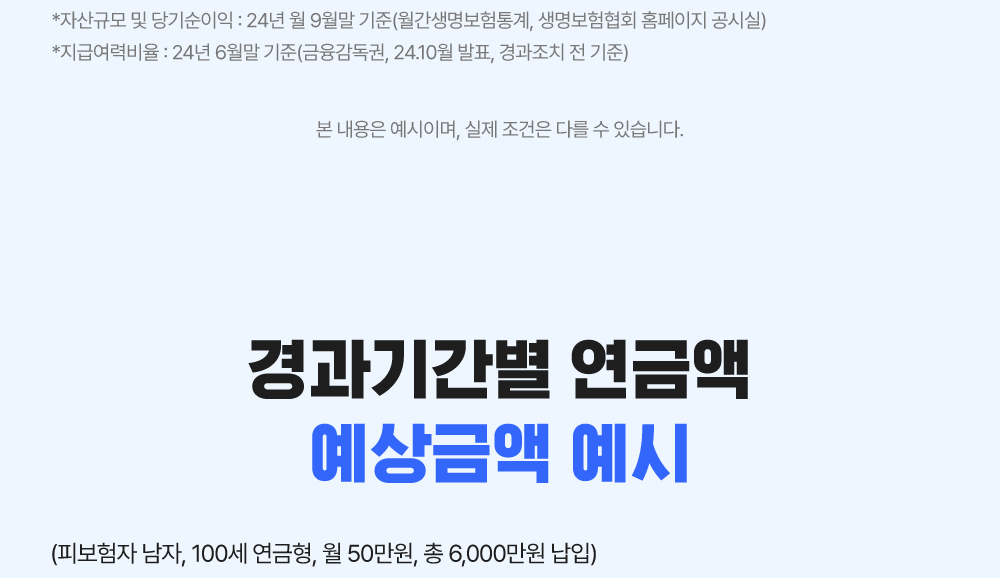 *자산규모 및 당기순이익 : 24년 월 9월말 기준(월간생명보험통계, 생명보험협회 홈페이지 공시실)
*지급여력비율 : 24년 6월말 기준(금융감독권, 24.10월 발표, 경과조치 전 기준)
본 내용은 예시이며, 실제 조건은 다를 수 있습니다.
경과기간별 연금액
예상금액 예시
(피보험자 남자, 100세 연금형, 월 50만원, 총 6,000만원 납입)